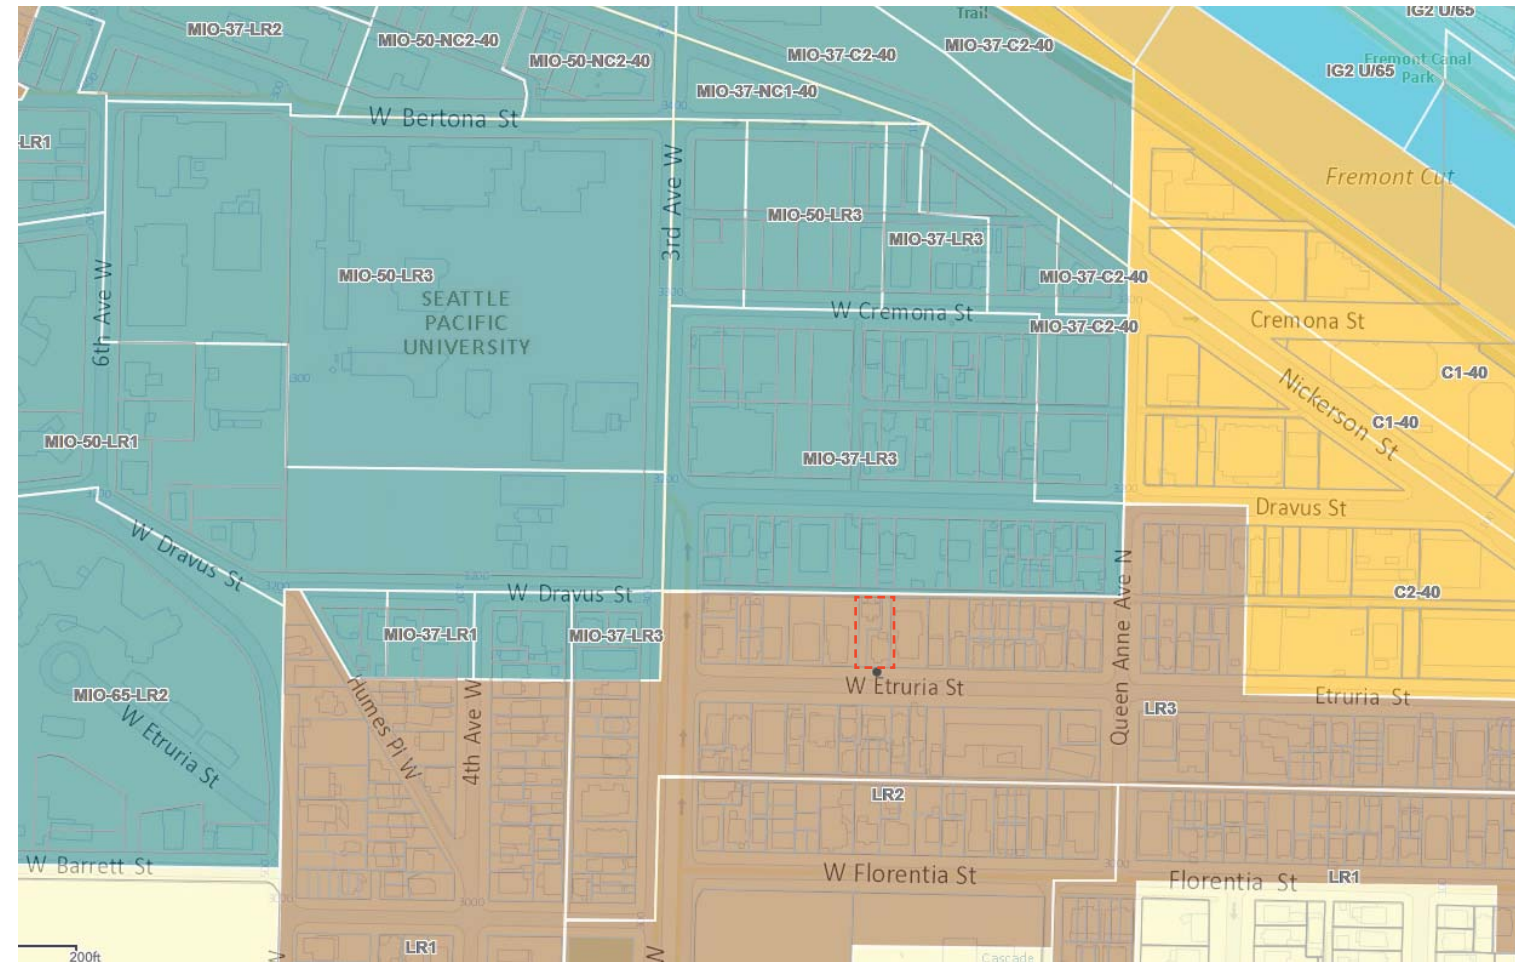 Trail
IG2 U/65
MIO-37-LR2
MIO-50-NC2-40
MIO-37-C2-40
MIO-37-C2-40
MIO-50-NC2-40
IG2 U/65
Fremont Canal
Park
MIO-37-NC1-40
W Bertona St
LR1
3rd Ave W
Fremont Cut
MIO-50-LR3
MIO-37-LR3
MIO-50-LR3
MIO-37-C2-40
SEATTLE
PACIFIC
UNIVERSITY
6th Ave W
W Cremona St
MIO-37-C2-40
Cremona St
C1-40
Nickerson St
C1-40
MIO-50-LR1
MIO-37-LR3
Dravus St
W Dravus St
W Dravus St
C2-40
MIO-37-LR1
MIO-37-LR3
Queen Anne Ave N
W Etruria St
MIO-65-LR2
Etruria St
LR3
W Etruria St
Humes Pl W
4th Ave W
LR2
W Barrett St
W Florentia St
Florentia St
LR1
LR1
W
W
200ft
Cascade